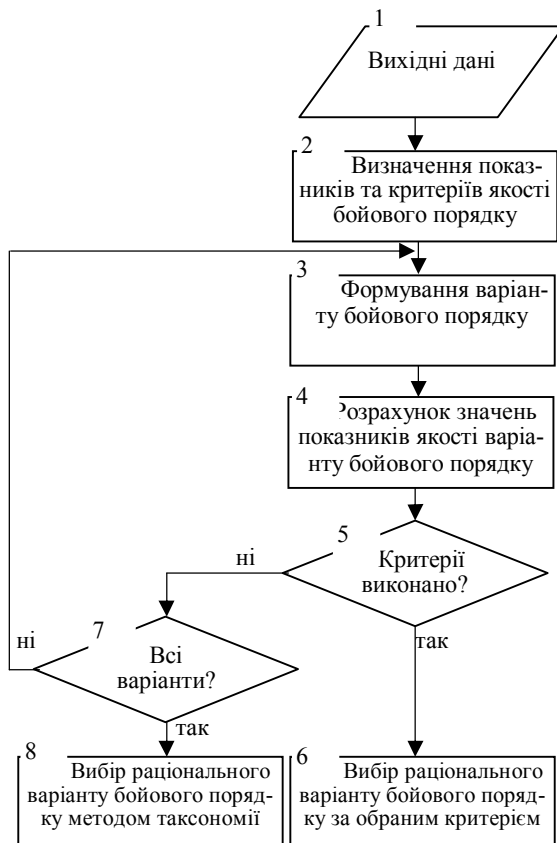 1
Вихідні дані
2
Визначення показ-
ників та критеріїв якості
бойового порядку
3
Формування варіан-
ту бойового порядку
4
Розрахунок значень
показників якості варіа-
нту бойового порядку
5
Критерії
виконано?
ні
так
7
Всі
варіанти?
ні
так
8
Вибір раціонального
варіанту бойового поряд-
ку методом таксономії
6
Вибір раціонального
варіанту бойового поряд-
ку за обраним критерієм